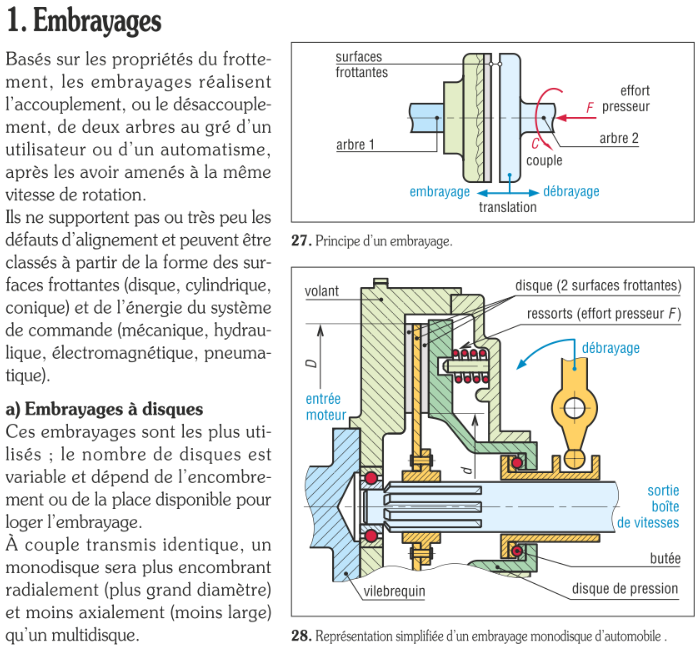 1. Embrayages
Basés sur les propriétés du frotte-
ment, les embrayages réalisent
l'accouplement, ou le désaccouple-
ment, de deux arbres au gré d'un
utilisateur ou d'un automatisme,
après les avoir amenés à la même
vitesse de rotation.
Ils ne supportent pas ou très peu les
défauts d'alignement et peuvent être
classés à partir de la forme des sur-
faces frottantes (disque, cylindrique,
conique) et de l'énergie du système
de commande (mécanique, hydrau-
lique, électromagnétique, pneuma-
tique).
a) Embrayages à disques
Ces embrayages sont les plus uti-
lisés ; le nombre de disques est
variable et dépend de l'encombre-
ment ou de la place disponible pour
loger l'embrayage.
À couple transmis identique, un
monodisque sera plus encombrant
radialement (plus grand diamètre)
et moins axialement (moins large)
qu'un multidisque.
surfaces
frottantes
arbre 1
effort
presseur
F
arbre 2
C
couple
embrayage
débrayage
translation
27. Principe d'un embrayage.
volant
disque (2 surfaces frottantes)
ressorts (effort presseur F)
débrayage
D
entrée
moteur
d
sortie
boîte
de vitesses
butée
vilebrequin
disque de pression
28. Représentation simplifiée d'un embrayage monodisque d'automobile .